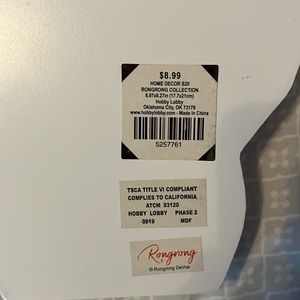 $8.99
HOME DECOR S20
RONGRONG COLLECTION
6.97x8.27in (17.7x21cm)
Hobby Lobby
Oklahoma City, OK 73179
www.hobbylobby.com - Made In China
5257761
TSCA TITLE VI COMPLIANT
COMPLIES TO CALIFORNIA
ATCM 93120
HOBBY LOBBY PHASE 2
0919 MDF
Rongrong
© Rongrong DeVoe